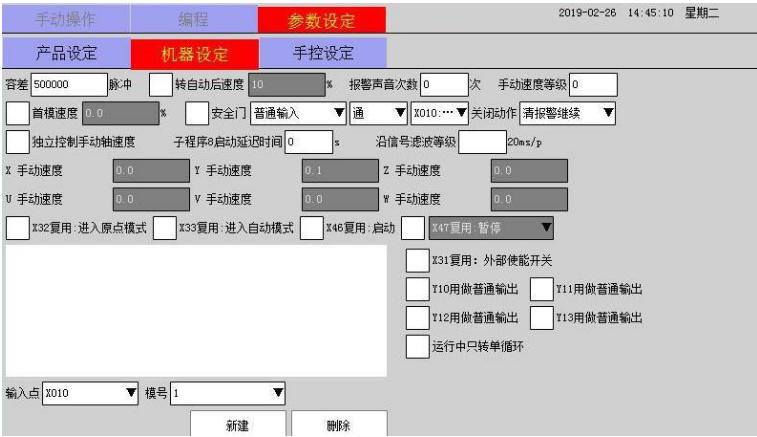 手动操作 编程 参数设定 2019-02-26 14:45:10 星期二
产品设定 机器设定 手控设定
容差 500000 脉冲 转自动后速度 10 % 报警声音次数 0 次 手动速度等级 0
首模速度 0.0 % 安全门 普通输入 通 X010:… 关闭动作 清报警继续
独立控制手动轴速度 子程序8启动延迟时间 0 s 沿信号滤波等级 20ms/p
X 手动速度 0.0 Y 手动速度 0.1 Z 手动速度 0.0
U 手动速度 0.0 V 手动速度 0.0 W 手动速度 0.0
X32复用:进入原点模式 X33复用:进入自动模式 X46复用:启动 X47复用:暂停
X31复用: 外部使能开关
Y10用做普通输出 Y11用做普通输出
Y12用做普通输出 Y13用做普通输出
运行中只转单循环
输入点 X010 模号 1
新建 删除